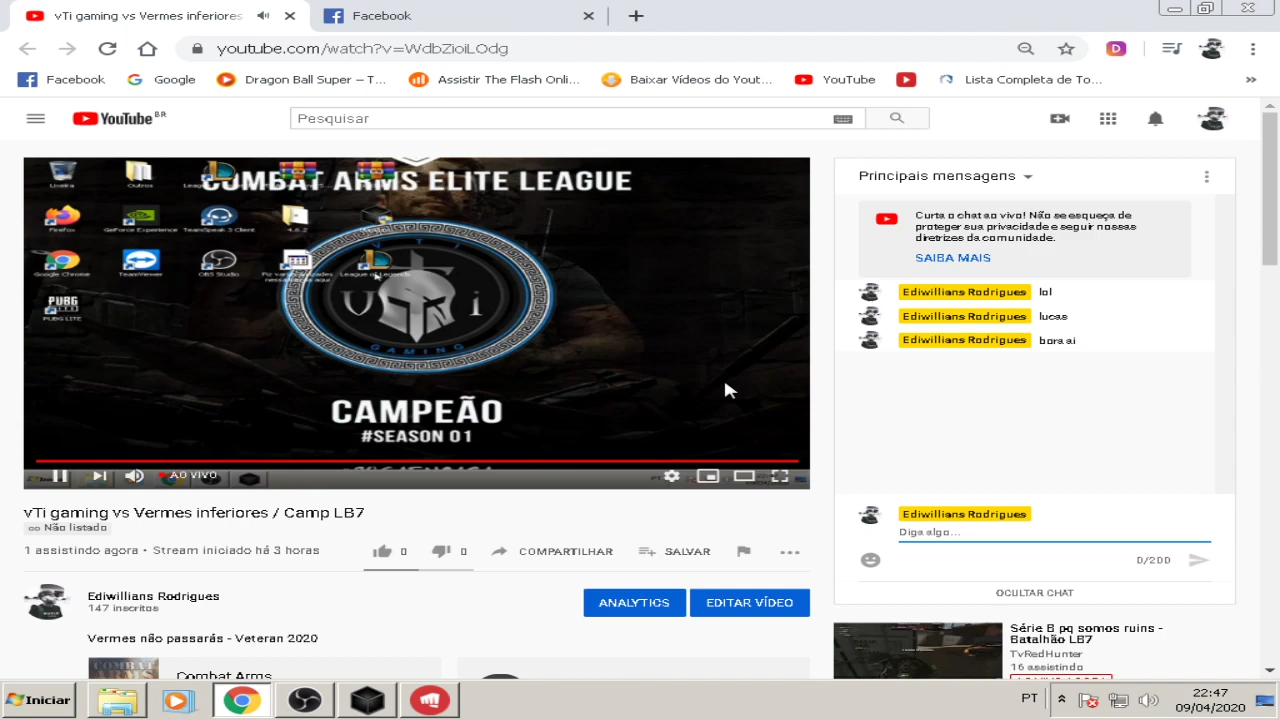 vTi gaming vs Vermes inferiores
Facebook
youtube.com/watch?v=WdbZioiLOdg
Facebook
Google
Dragon Ball Super – T...
Assistir The Flash Onli...
Baixar Vídeos do Yout...
YouTube
Lista Completa de To...
»
YouTube BR
Pesquisar
COMBAT ARMS ELITE LEAGUE
Lixeira
Outros
Firefox
GeForce Experience
TeamSpeak 3 Client
4.6.2
Google Chrome
TeamViewer
OBS Studio
League of Legends
PUBG
PUBG LITE
V T i
GAMING
CAMPEÃO
#SEASON 01
AO VIVO
vTi gaming vs Vermes inferiores / Camp LB7
Não listado
1 assistindo agora • Stream iniciado há 3 horas
0
0
COMPARTILHAR
SALVAR
Ediwillians Rodrigues
147 inscritos
ANALYTICS
EDITAR VÍDEO
Vermes não passarás - Veteran 2020
COMBAT
Combat Arms
Principais mensagens
Curta o chat ao vivo! Não se esqueça de
proteger sua privacidade e seguir nossas
diretrizes da comunidade.
SAIBA MAIS
Ediwillians Rodrigues lol
Ediwillians Rodrigues lucas
Ediwillians Rodrigues bora ai
Ediwillians Rodrigues
Diga algo...
0/200
OCULTAR CHAT
Série B pq somos ruins -
Batalhão LB7
TvRedHunter
16 assistindo
Iniciar
PT
22:47
09/04/2020